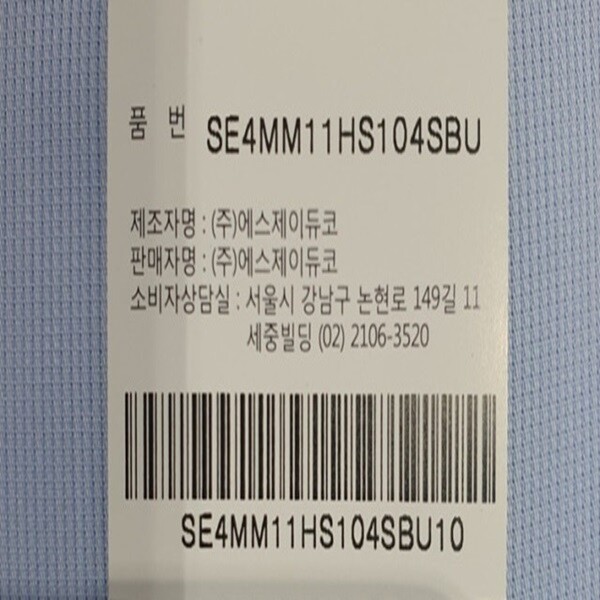 품 번 SE4MM11HS104SBU
제조자명 : (주)에스제이듀코
판매자명 : (주)에스제이듀코
소비자상담실 : 서울시 강남구 논현로 149길 11
세중빌딩 (02) 2106-3520
SE4MM11HS104SBU10